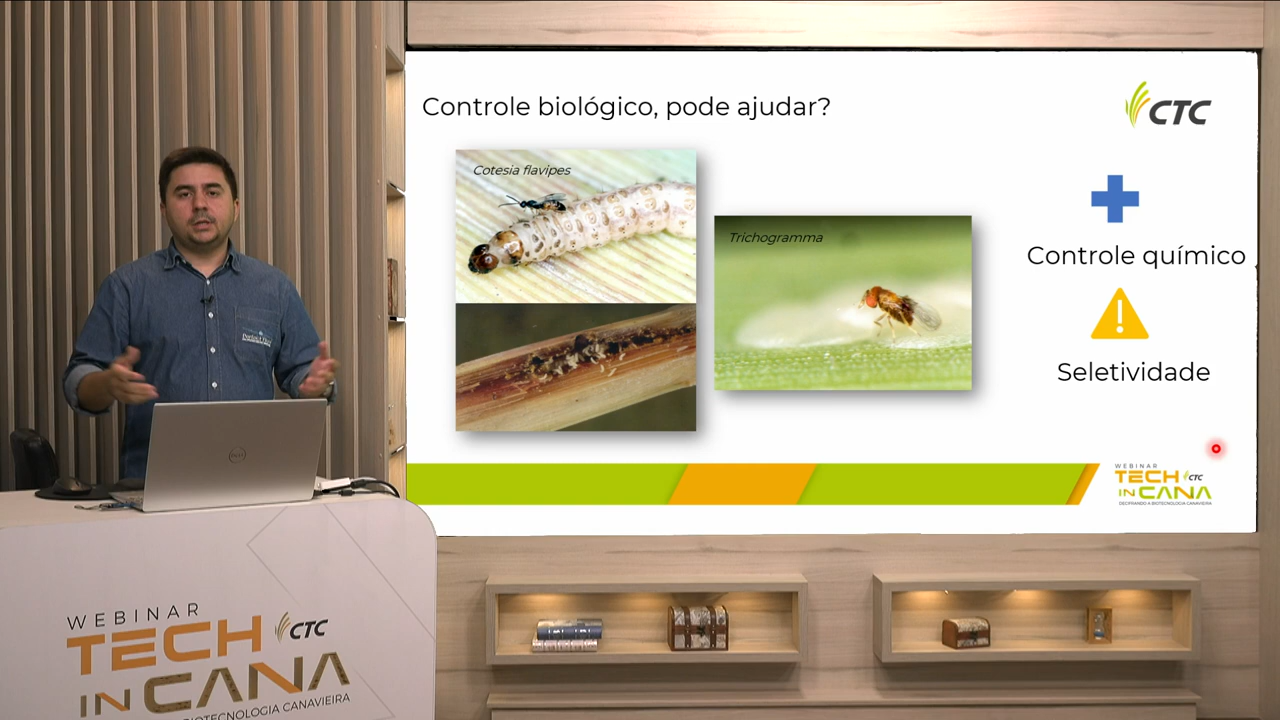 Controle biológico, pode ajudar?
CTC
Cotesia flavipes
Trichogramma
Controle químico
Seletividade
WEBINAR
TECH CTC
IN CANA
DECIFRANDO A BIOTECNOLOGIA CANAVIEIRA
DELL
WEBINAR
TECH CTC
IN CANA
BIOTECNOLOGIA CANAVIEIRA